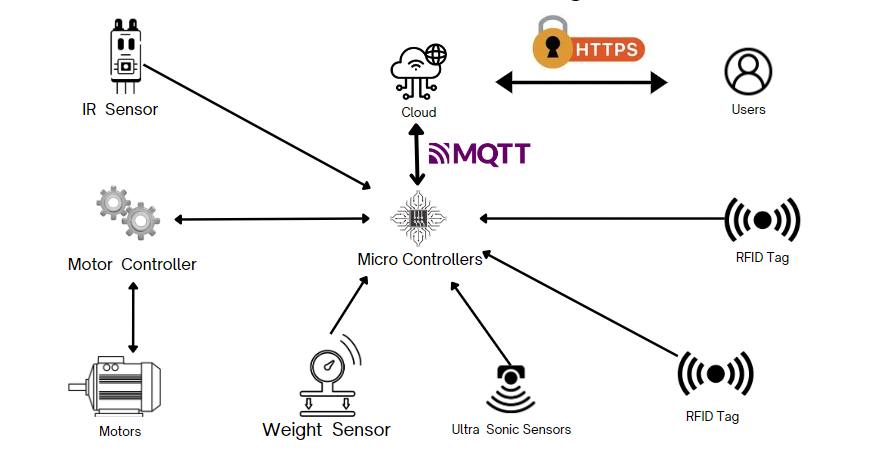 HTTPS
IR Sensor
Cloud
Users
MQTT
Motor Controller
Micro Controllers
RFID Tag
Motors
Weight Sensor
Ultra Sonic Sensors
RFID Tag